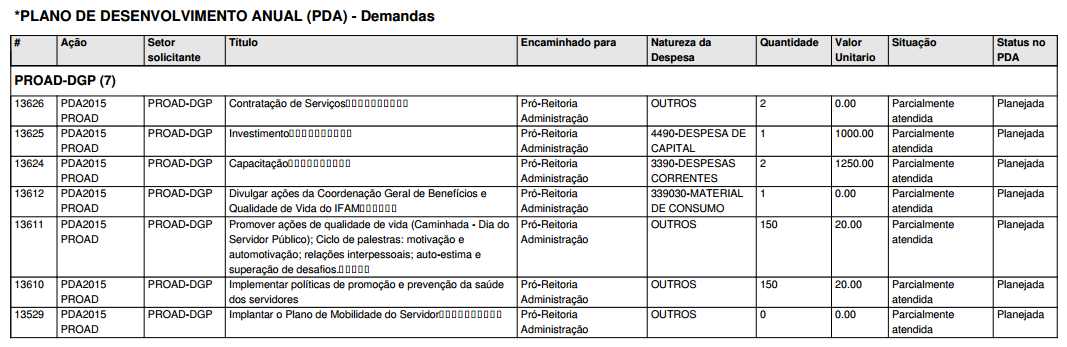 *PLANO DE DESENVOLVIMENTO ANUAL (PDA) - Demandas
# Ação Setor solicitante Título Encaminhado para Natureza da Despesa Quantidade Valor Unitario Situação Status no PDA
PROAD-DGP (7)
13626 PDA2015 PROAD PROAD-DGP Contratação de Serviços▯▯▯▯▯▯▯▯▯▯ Pró-Reitoria Administração OUTROS 2 0.00 Parcialmente atendida Planejada
13625 PDA2015 PROAD PROAD-DGP Investimento▯▯▯▯▯▯▯▯▯▯ Pró-Reitoria Administração 4490-DESPESA DE CAPITAL 1 1000.00 Parcialmente atendida Planejada
13624 PDA2015 PROAD PROAD-DGP Capacitação▯▯▯▯▯▯▯▯▯▯ Pró-Reitoria Administração 3390-DESPESAS CORRENTES 2 1250.00 Parcialmente atendida Planejada
13612 PDA2015 PROAD PROAD-DGP Divulgar ações da Coordenação Geral de Benefícios e Qualidade de Vida do IFAM▯▯▯▯▯▯ Pró-Reitoria Administração 339030-MATERIAL DE CONSUMO 1 0.00 Parcialmente atendida Planejada
13611 PDA2015 PROAD PROAD-DGP Promover ações de qualidade de vida (Caminhada - Dia do Servidor Público); Ciclo de palestras: motivação e automotivação; relações interpessoais; auto-estima e superação de desafios.▯▯▯▯▯ Pró-Reitoria Administração OUTROS 150 20.00 Parcialmente atendida Planejada
13610 PDA2015 PROAD PROAD-DGP Implementar políticas de promoção e prevenção da saúde dos servidores Pró-Reitoria Administração OUTROS 150 20.00 Parcialmente atendida Planejada
13529 PDA2015 PROAD PROAD-DGP Implantar o Plano de Mobilidade do Servidor▯▯▯▯▯▯▯▯▯▯ Pró-Reitoria Administração OUTROS 0 0.00 Parcialmente atendida Planejada